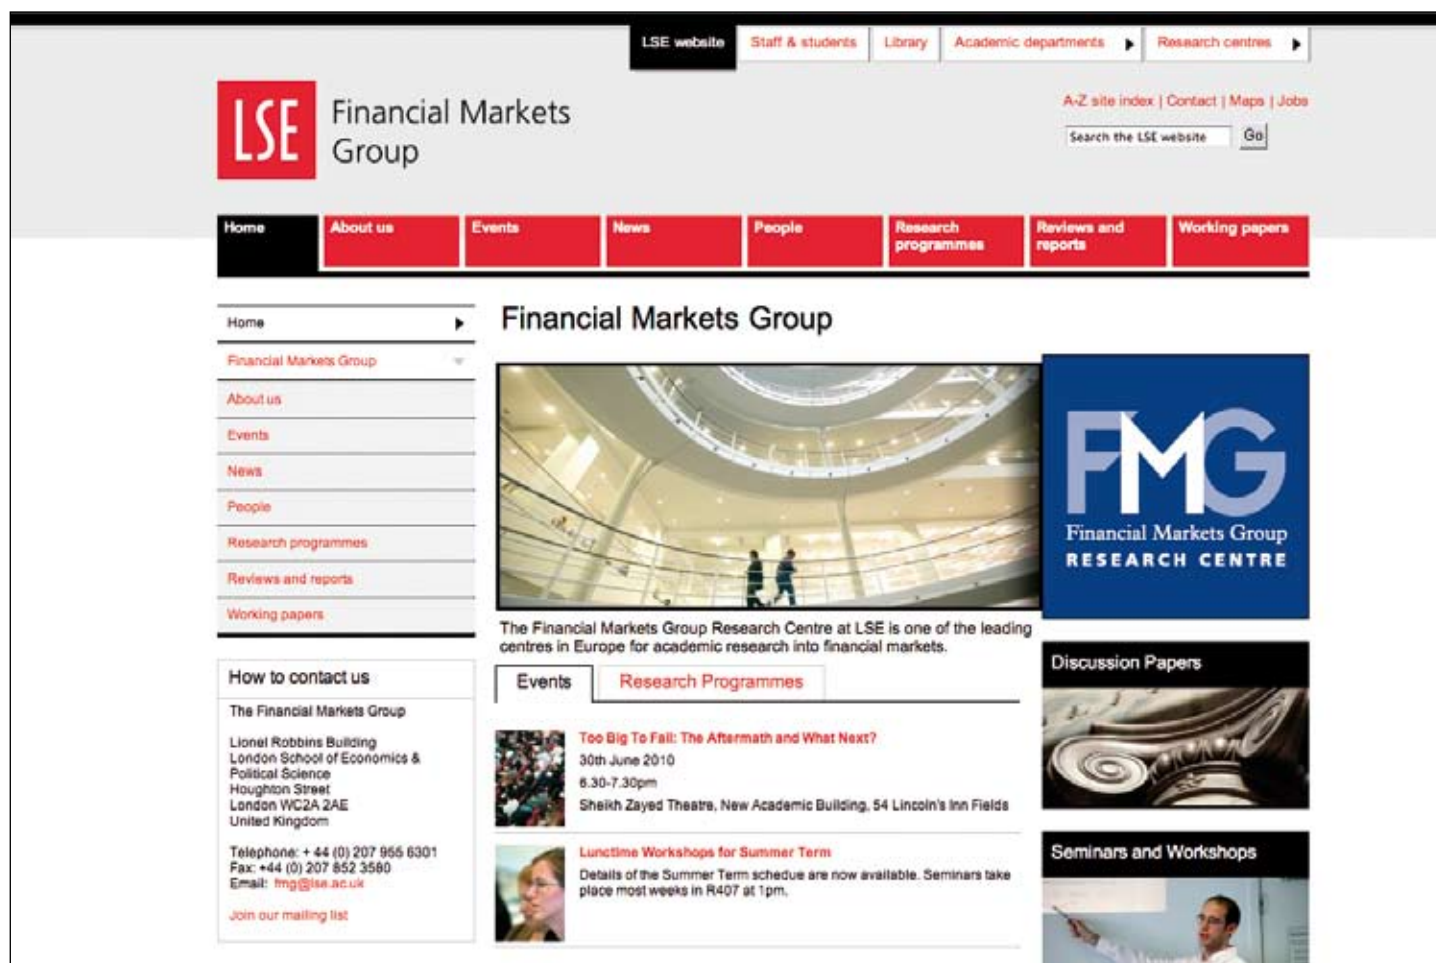 LSE website
Staff & students
Library
Academic departments
Research centres
LSE
Financial Markets
Group
A-Z site index | Contact | Maps | Jobs
Search the LSE website
Go
Home
About us
Events
News
People
Research
programmes
Reviews and
reports
Working papers
Home
Financial Markets Group
About us
Events
News
People
Research programmes
Reviews and reports
Working papers
How to contact us
The Financial Markets Group
Lionel Robbins Building
London School of Economics &
Political Science
Houghton Street
London WC2A 2AE
United Kingdom
Telephone: + 44 (0) 207 955 6301
Fax: +44 (0) 207 852 3580
Email: fmg@lse.ac.uk
Join our mailing list
Financial Markets Group
The Financial Markets Group Research Centre at LSE is one of the leading
centres in Europe for academic research into financial markets.
Events
Research Programmes
Too Big To Fail: The Aftermath and What Next?
30th June 2010
6.30-7.30pm
Sheikh Zayed Theatre, New Academic Building, 54 Lincoln's Inn Fields
Lunctime Workshops for Summer Term
Details of the Summer Term schedue are now available. Seminars take
place most weeks in R407 at 1pm.
FMG
Financial Markets Group
RESEARCH CENTRE
Discussion Papers
Seminars and Workshops